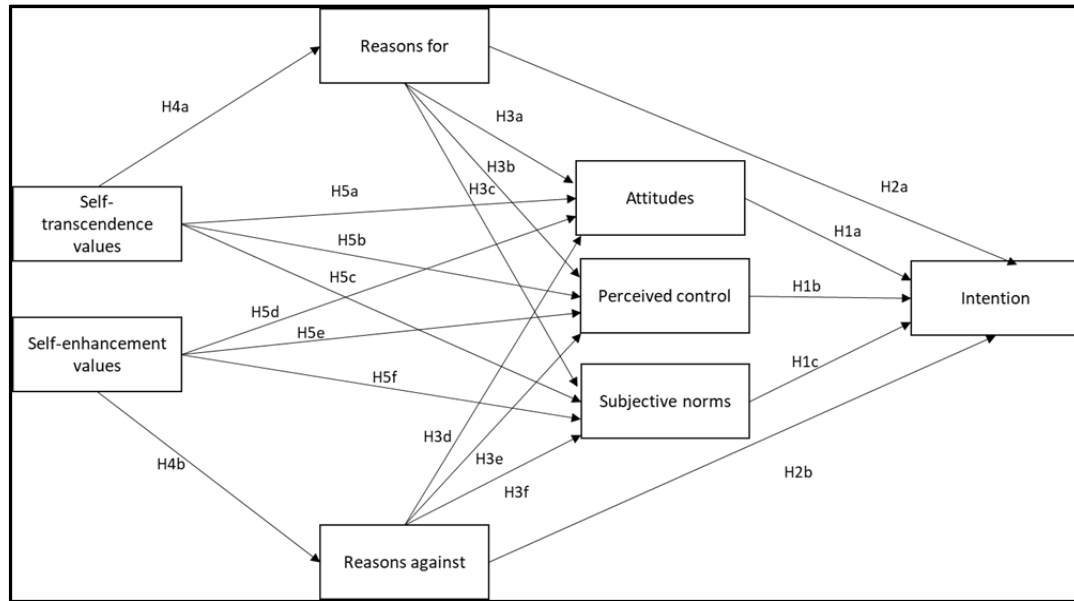 Reasons for
H4a
H3a
H3b
H3c
H2a
Self-
transcendence
values
H5a
H5b
H5c
H5d
H5e
H5f
Attitudes
H1a
Perceived control
H1b
Intention
Self-enhancement
values
Subjective norms
H1c
H3d
H3e
H3f
H4b
H2b
Reasons against